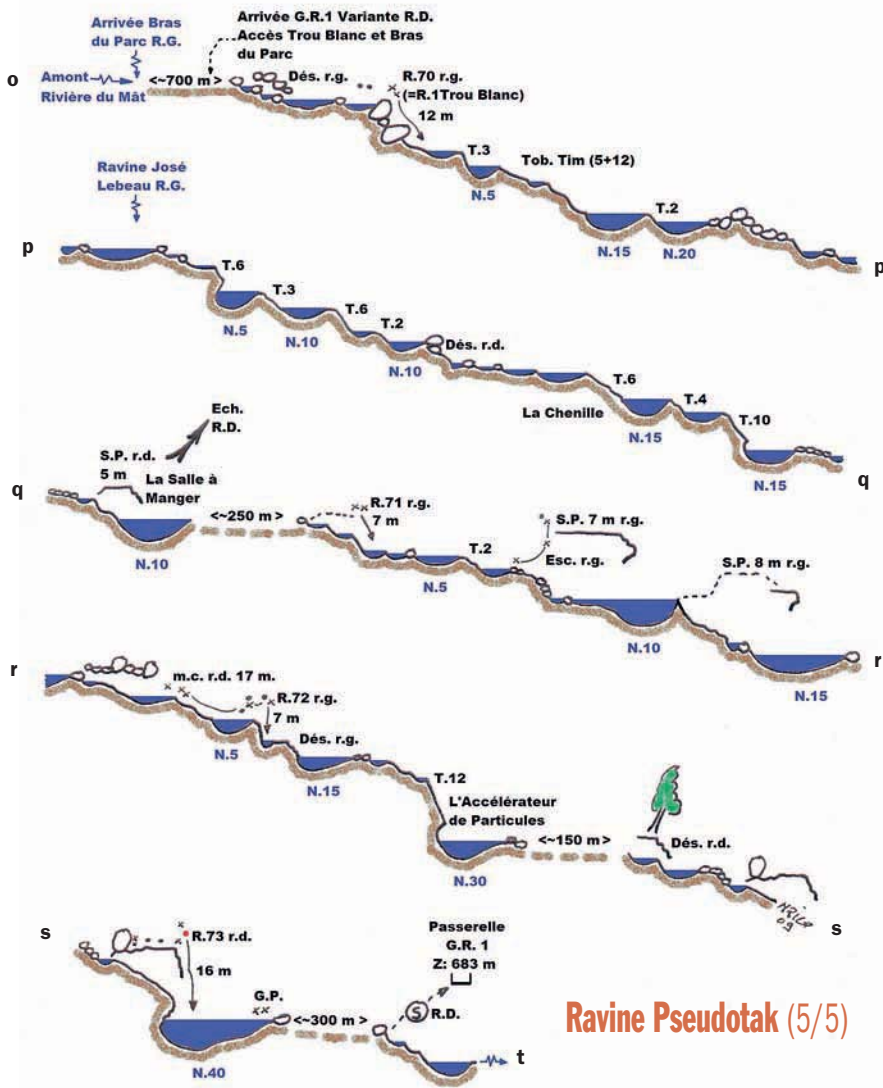 Arrivée Bras
du Parc R.G.
Arrivée G.R.1 Variante R.D.
Accès Trou Blanc et Bras
du Parc
o
Amont
Rivière du Mât
<~700 m>
Dés. r.g.
R.70 r.g.
(=R.1Trou Blanc)
12 m
T.3
N.5
Tob. Tim (5+12)
T.2
N.15
N.20
p
Ravine José
Lebeau R.G.
p
T.6
N.5
T.3
N.10
T.6
T.2
N.10
Dés. r.d.
La Chenille
T.6
N.15
T.4
T.10
N.15
q
Ech.
R.D.
S.P. r.d.
5 m
La Salle à
Manger
q
N.10
<~250 m>
R.71 r.g.
7 m
N.5
T.2
S.P. 7 m r.g.
Esc. r.g.
N.10
S.P. 8 m r.g.
N.15
r
r
m.c. r.d. 17 m.
N.5
R.72 r.g.
7 m
Dés. r.g.
N.15
T.12
L'Accélérateur
de Particules
N.30
<~150 m>
Dés. r.d.
09
s
s
R.73 r.d.
16 m
G.P.
N.40
<~300 m>
Passerelle
G.R. 1
Z: 683 m
S
R.D.
t
Ravine Pseudotak (5/5)